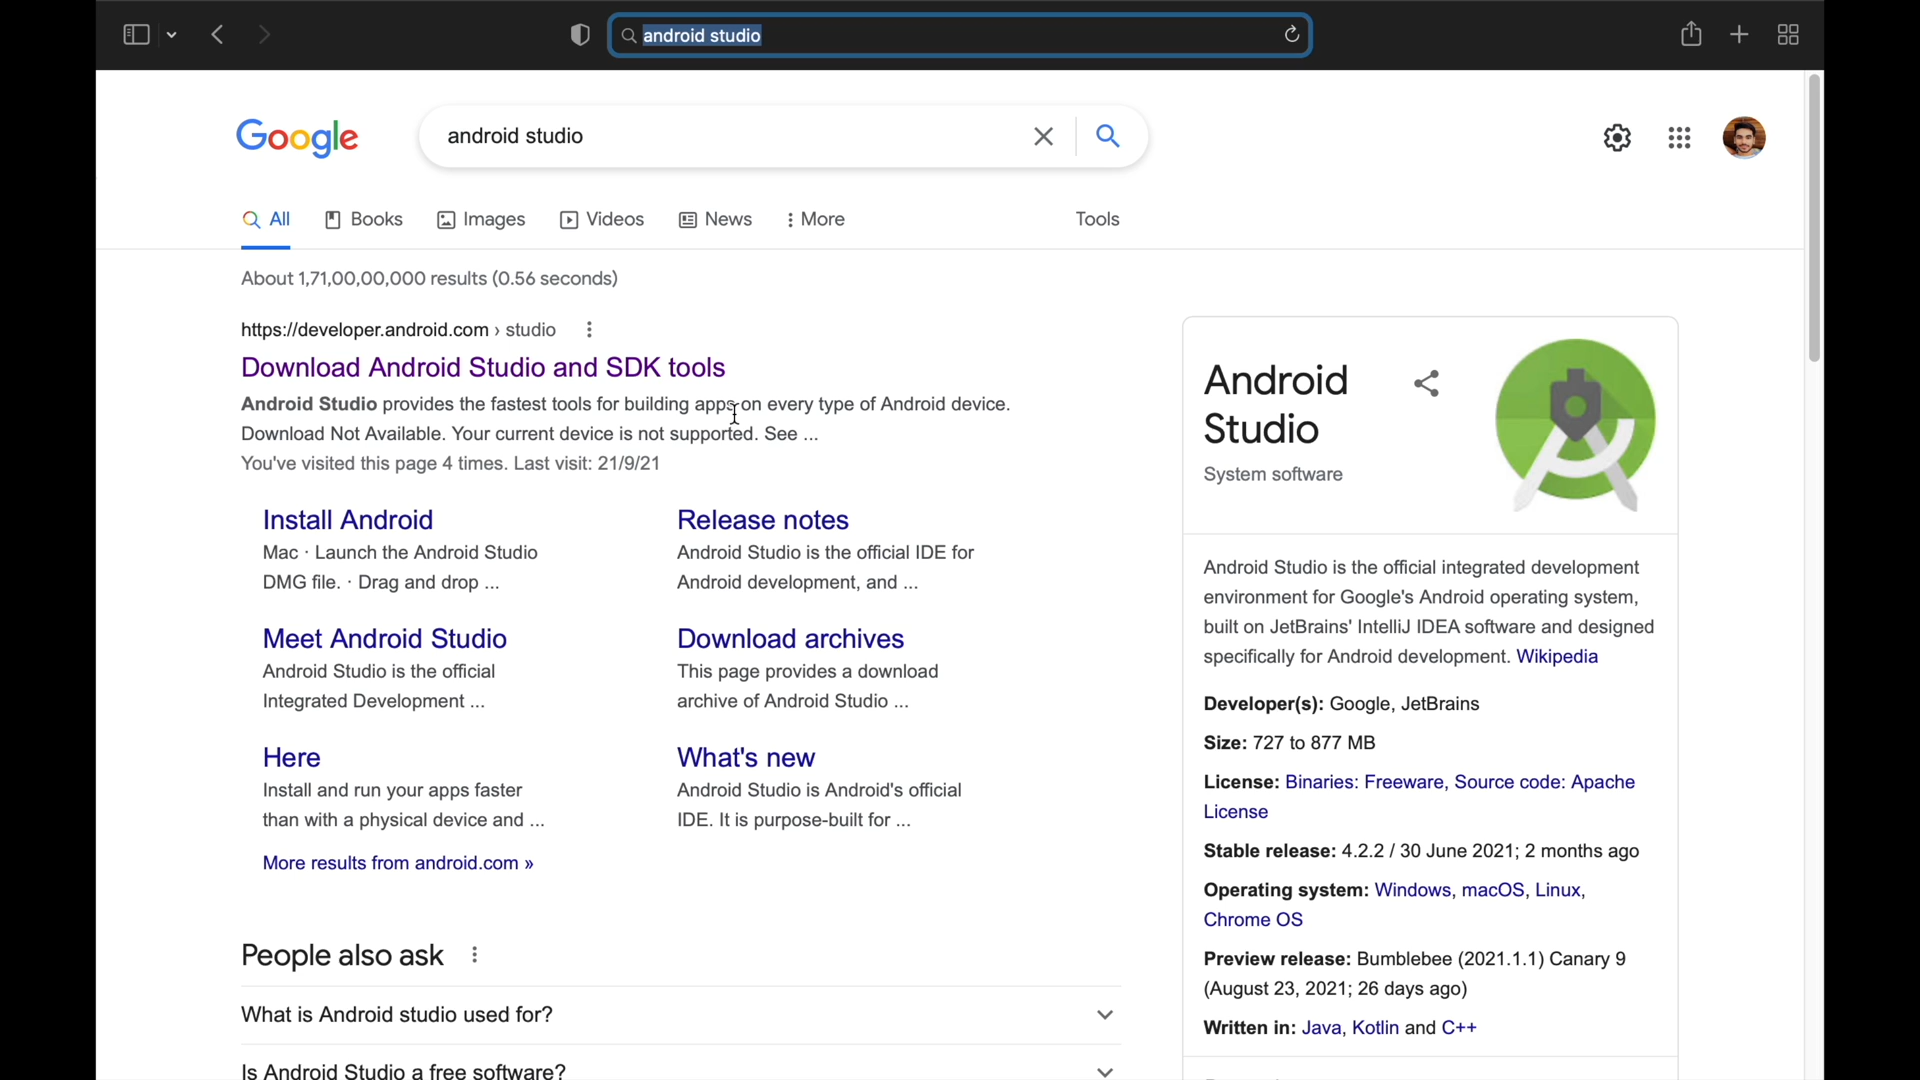 android studio
Google
android studio
All
Books
Images
Videos
News
More
Tools
About 1,71,00,00,000 results (0.56 seconds)
https://developer.android.com › studio
Download Android Studio and SDK tools
Android Studio provides the fastest tools for building apps on every type of Android device.
Download Not Available. Your current device is not supported. See ...
You've visited this page 4 times. Last visit: 21/9/21
Install Android
Mac · Launch the Android Studio
DMG file. · Drag and drop ...
Release notes
Android Studio is the official IDE for
Android development, and ...
Meet Android Studio
Android Studio is the official
Integrated Development ...
Download archives
This page provides a download
archive of Android Studio ...
Here
Install and run your apps faster
than with a physical device and ...
What's new
Android Studio is Android's official
IDE. It is purpose-built for ...
More results from android.com »
People also ask
What is Android studio used for?
Is Android Studio a free software?
Android
Studio
System software
Android Studio is the official integrated development
environment for Google's Android operating system,
built on JetBrains' IntelliJ IDEA software and designed
specifically for Android development. Wikipedia
Developer(s): Google, JetBrains
Size: 727 to 877 MB
License: Binaries: Freeware, Source code: Apache
License
Stable release: 4.2.2 / 30 June 2021; 2 months ago
Operating system: Windows, macOS, Linux,
Chrome OS
Preview release: Bumblebee (2021.1.1) Canary 9
(August 23, 2021; 26 days ago)
Written in: Java, Kotlin and C++